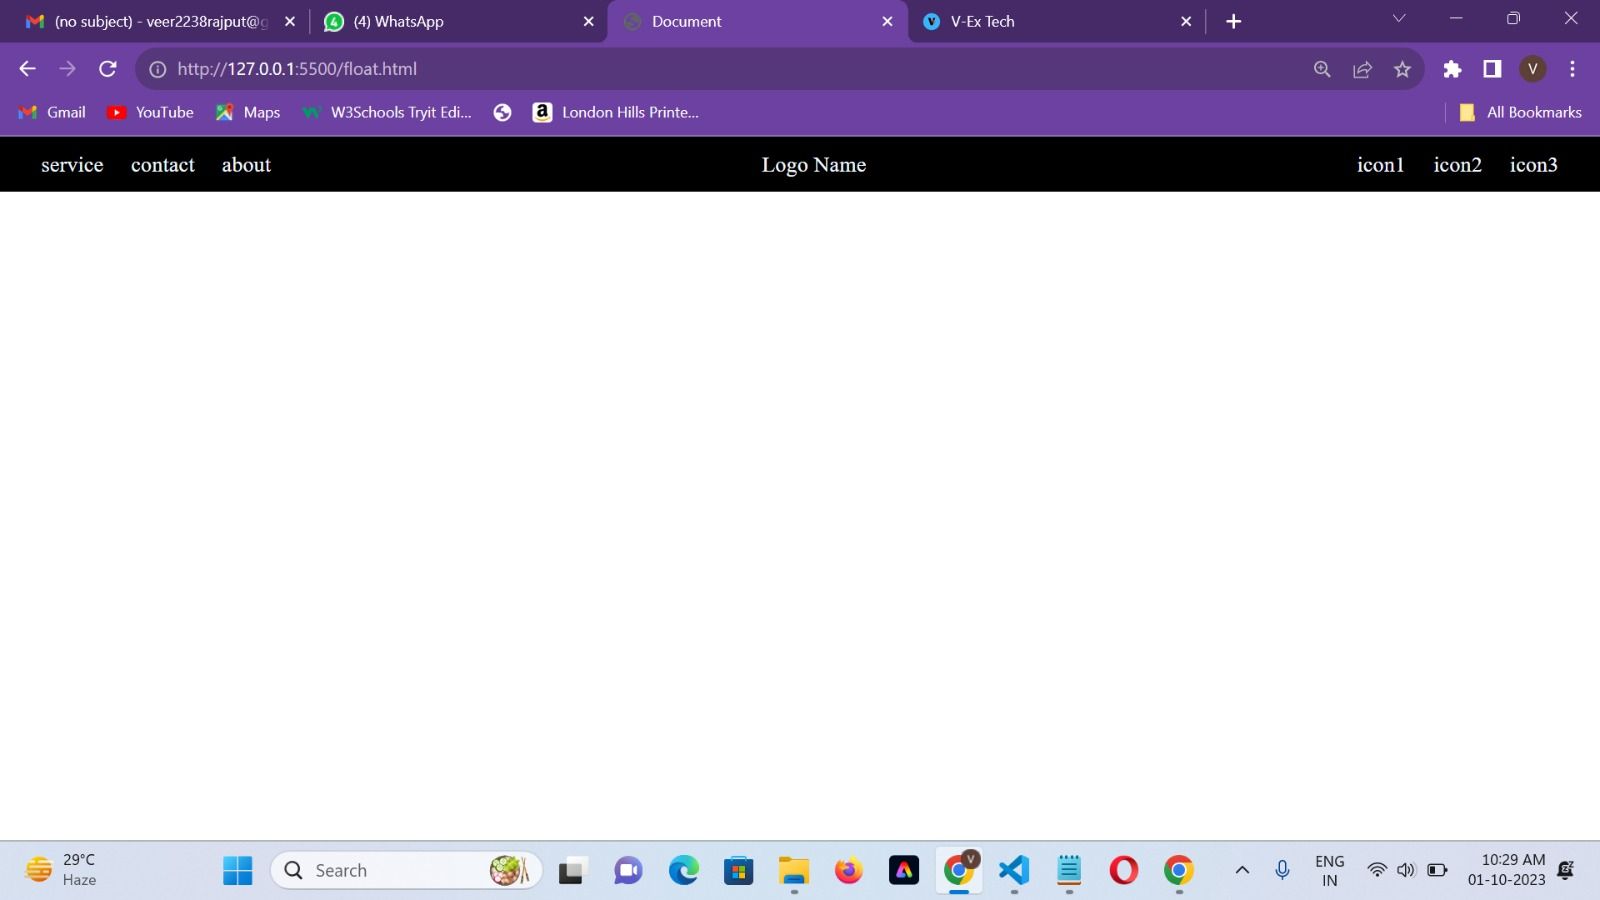 (no subject) - veer2238rajput@g
(4) WhatsApp
Document
V-Ex Tech
http://127.0.0.1:5500/float.html
V
Gmail
YouTube
Maps
W3Schools Tryit Edi...
London Hills Printe...
All Bookmarks
service contact about
Logo Name
icon1 icon2 icon3
29°C
Haze
Search
V
ENG
IN
10:29 AM
01-10-2023